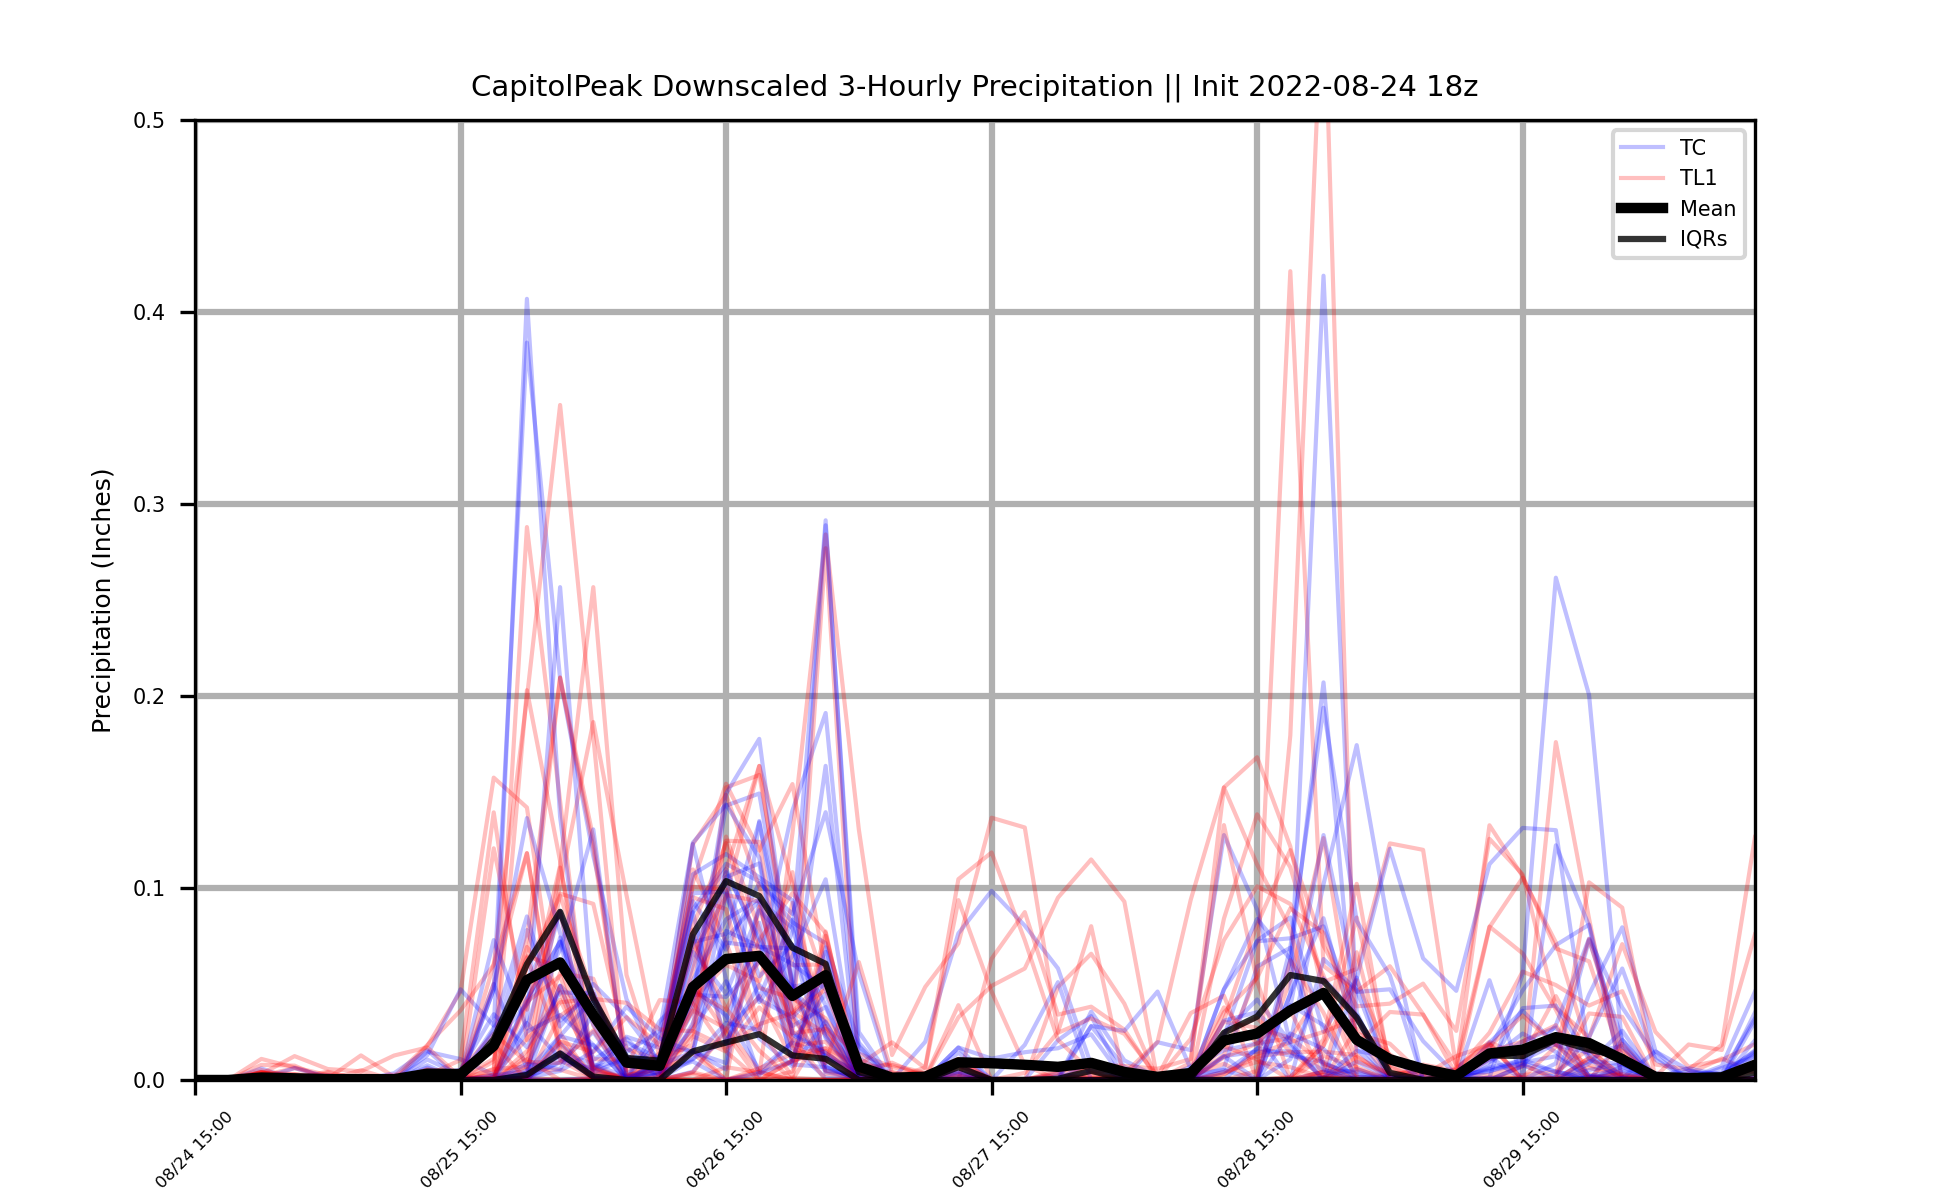 CapitolPeak Downscaled 3-Hourly Precipitation || Init 2022-08-24 18z
Precipitation (Inches)
0.5
0.4
0.3
0.2
0.1
0.0
TC
TL1
Mean
IQRs
08/24 15:00
08/25 15:00
08/26 15:00
08/27 15:00
08/28 15:00
08/29 15:00